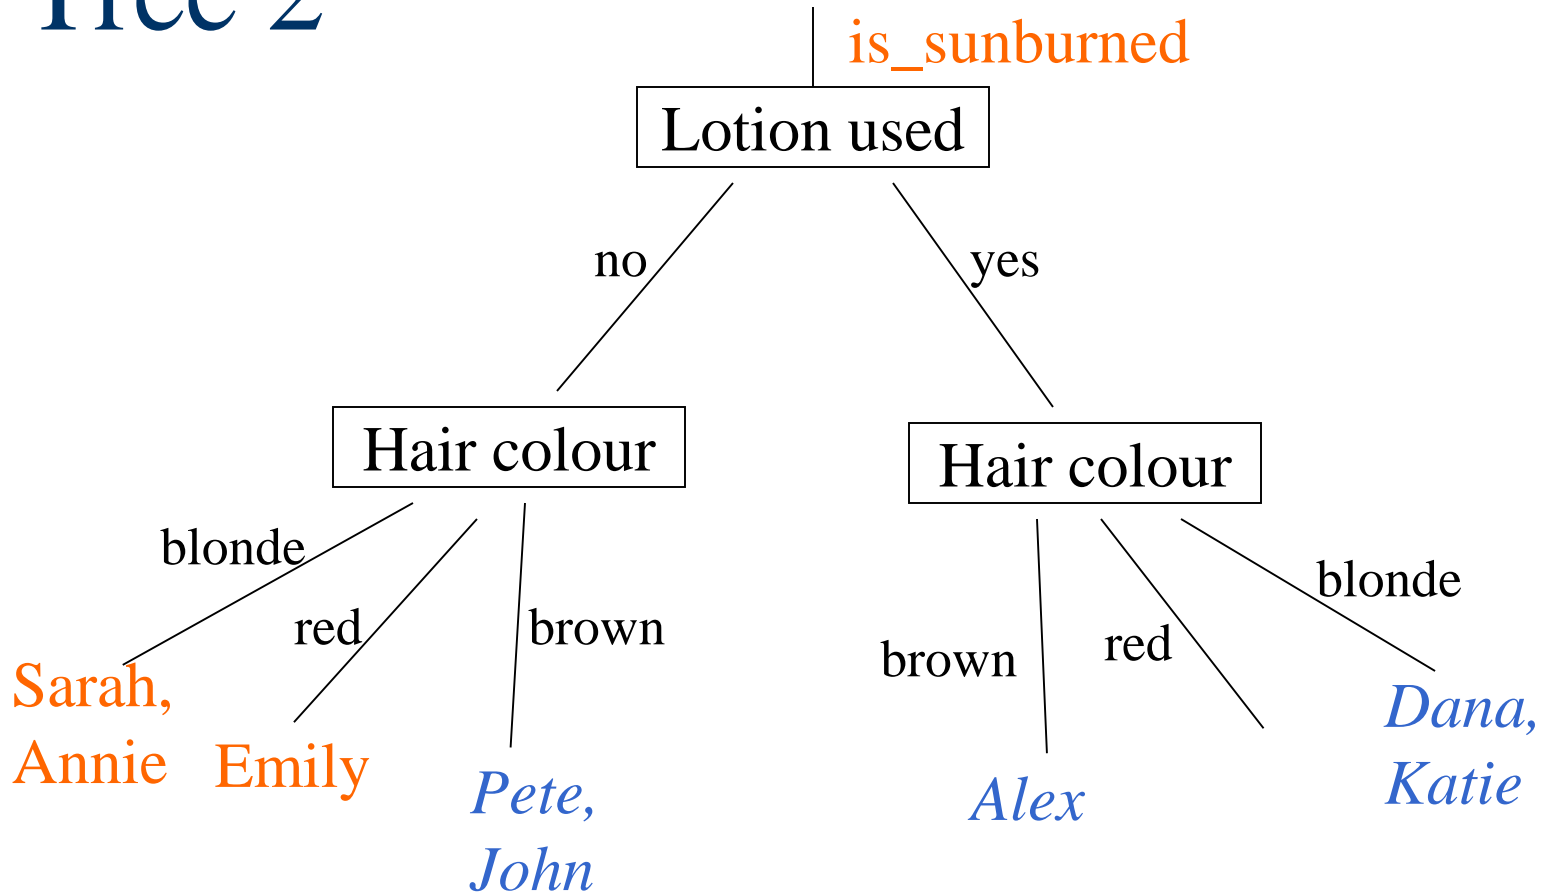 Tree 2
is_sunburned
Lotion used
no
yes
Hair colour
Hair colour
blonde
red
brown
brown
red
blonde
Sarah,
Annie
Emily
Pete,
John
Alex
Dana,
Katie